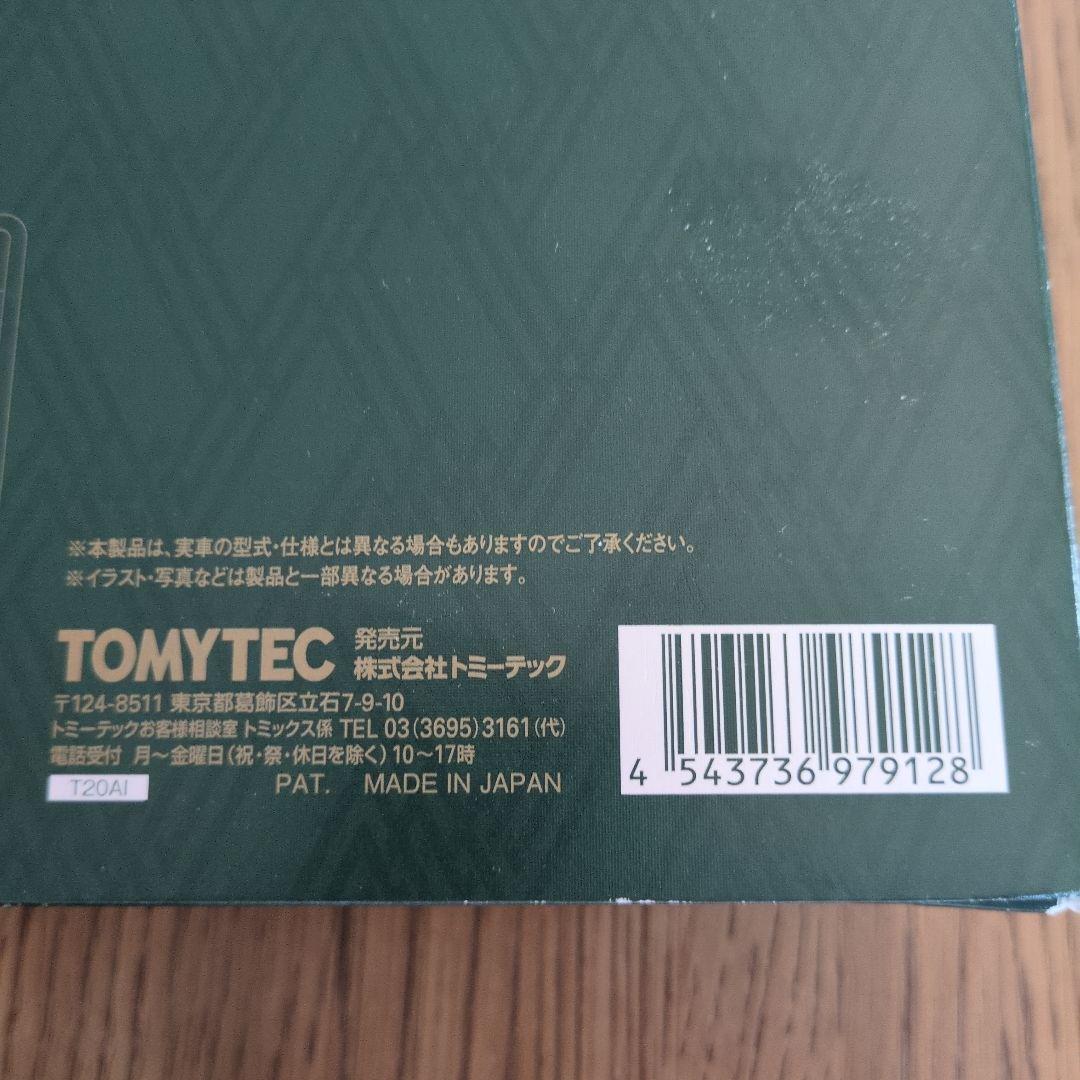 ※本製品は、実車の型式・仕様とは異なる場合もありますのでご了承ください。
※イラスト・写真などは製品と一部異なる場合があります。
TOMYTEC 発売元 株式会社トミーテック
〒124-8511 東京都葛飾区立石7-9-10
トミーテックお客様相談室 トミックス係 TEL 03(3695)3161(代)
電話受付 月～金曜日(祝・祭・休日を除く)10～17時
T20AI PAT. MADE IN JAPAN
4 543736 979128